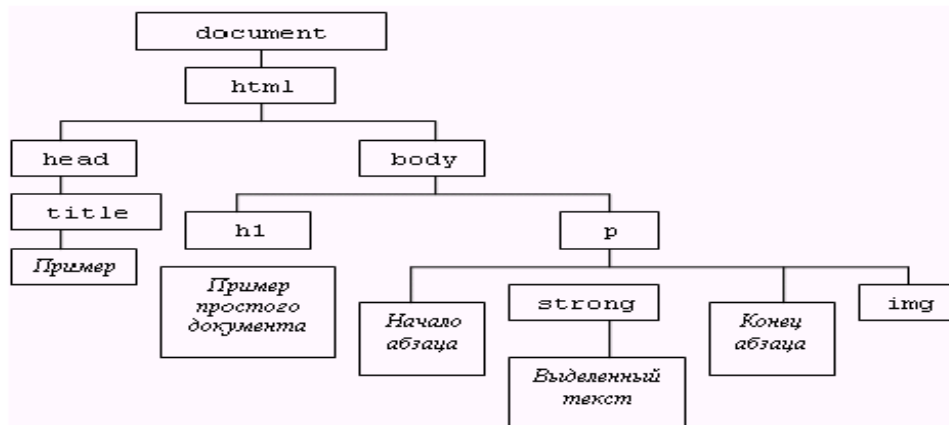 document
html
head
body
title
h1
p
Пример
Пример
простого
документа
Начало
абзаца
strong
Выделенный
текст
Конец
абзаца
img